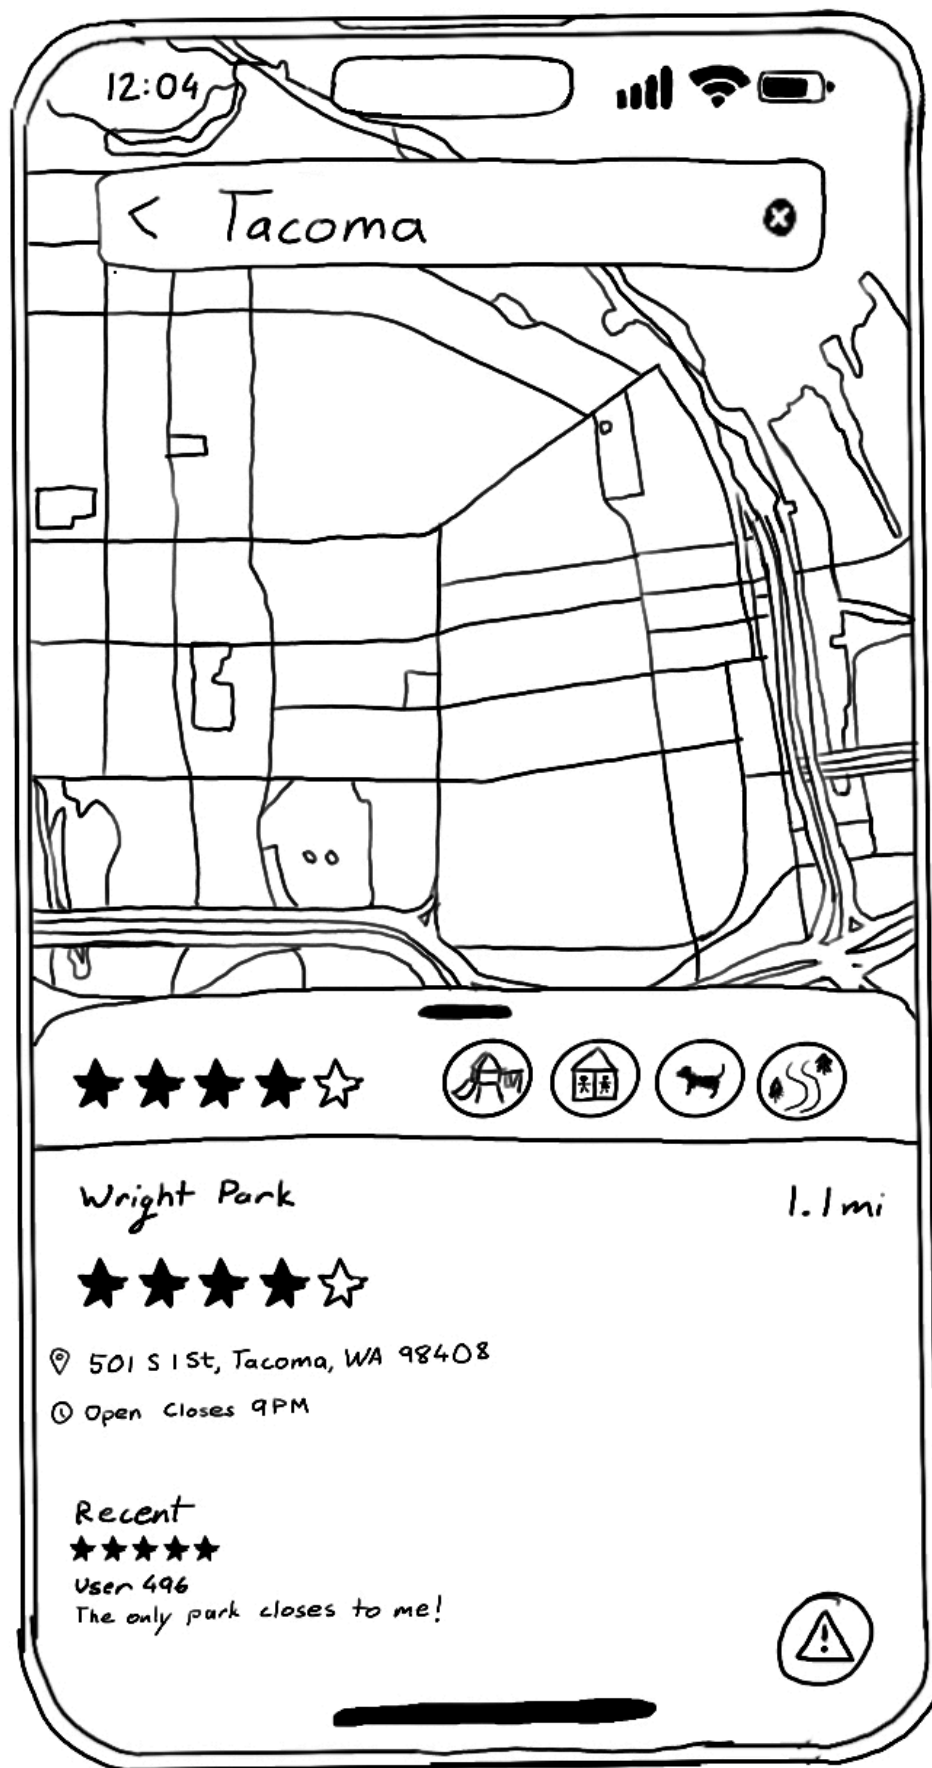 12:04
< Tacoma
Wright Park
1.1mi
501 S I St, Tacoma, WA 98408
Open Closes 9PM
Recent
User 496
The only park closes to me!